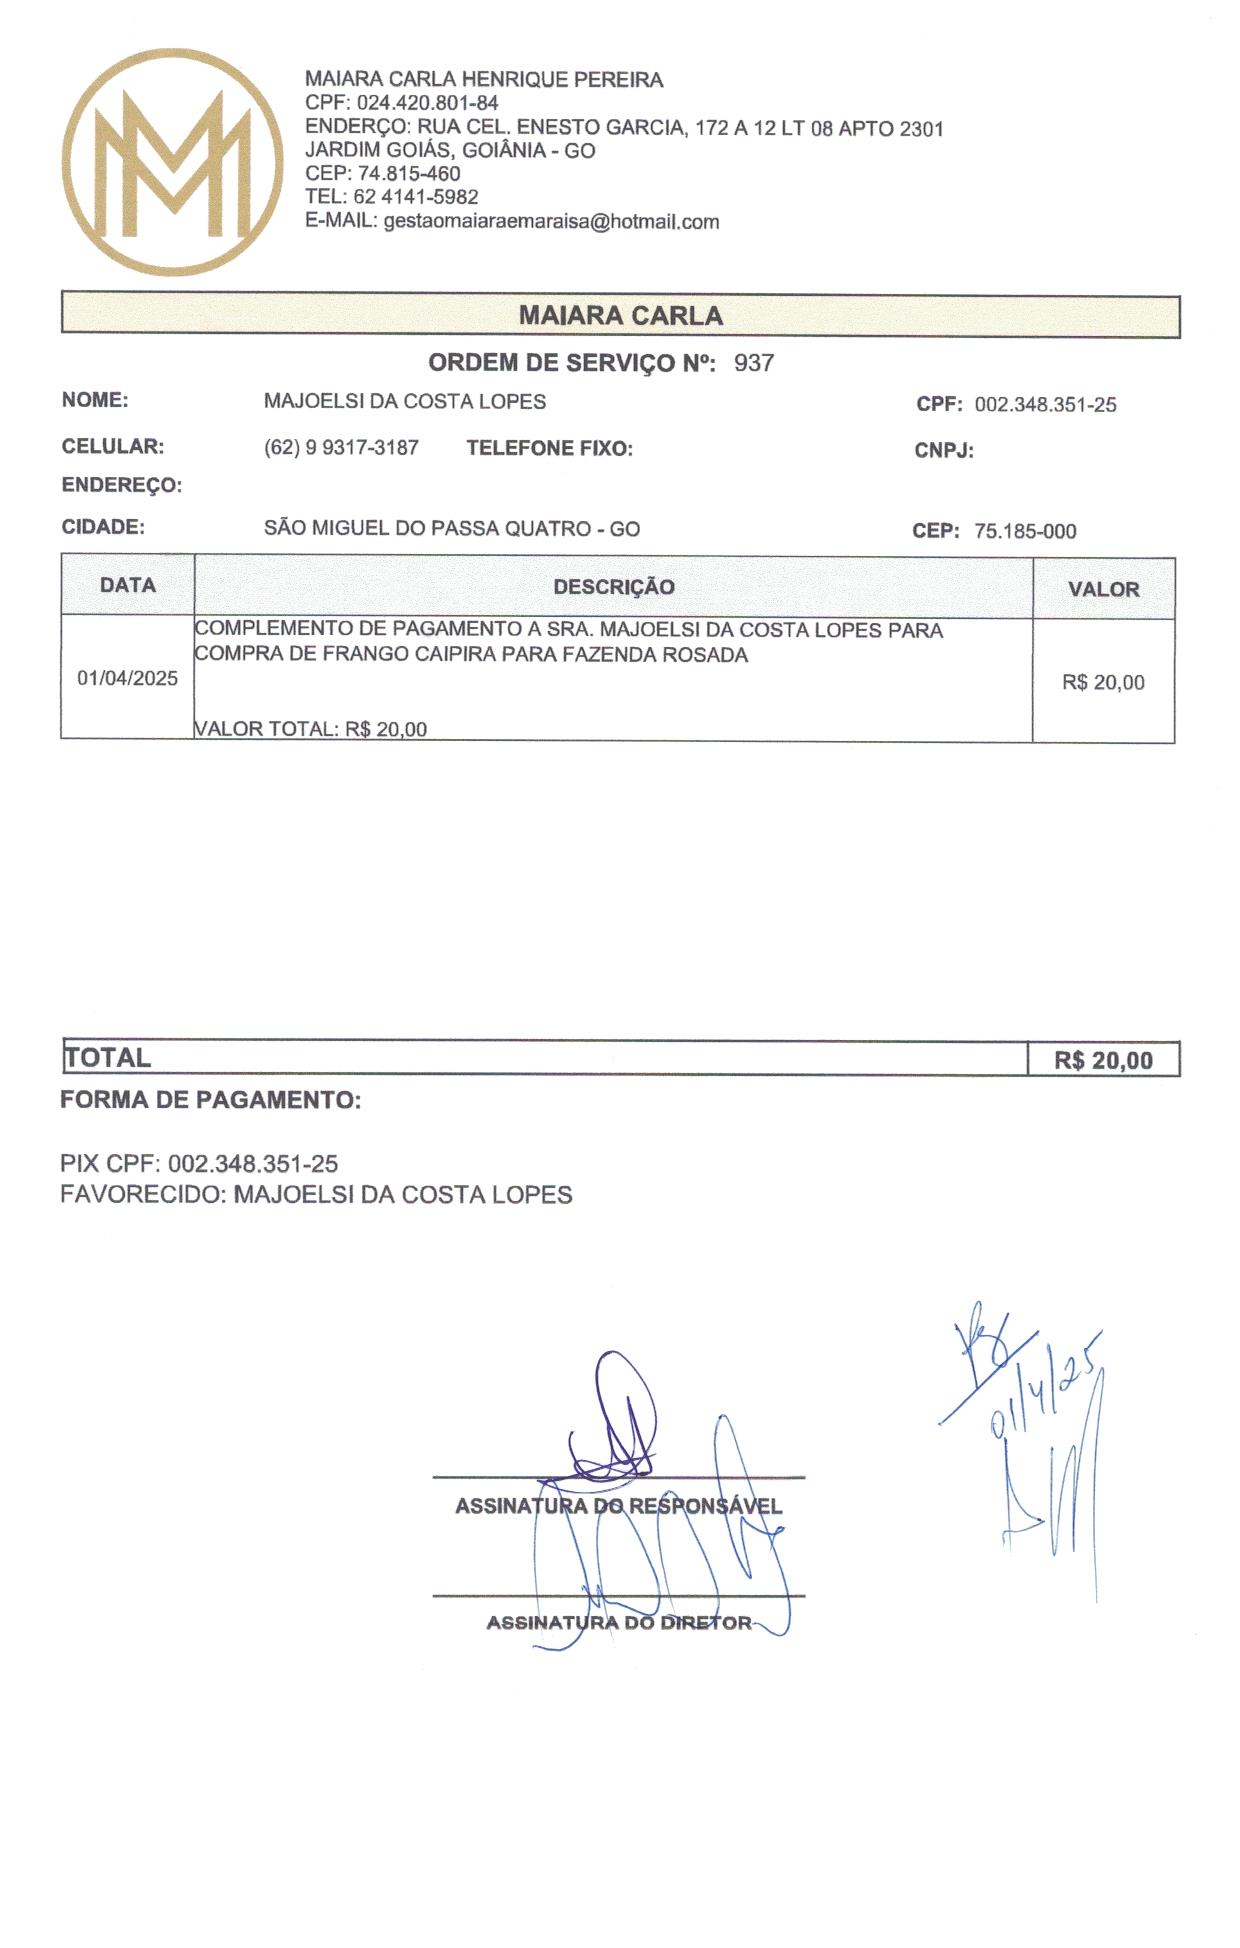 MAIARA CARLA HENRIQUE PEREIRA
CPF: 024.420.801-84
ENDERÇO: RUA CEL. ENESTO GARCIA, 172 A 12 LT 08 APTO 2301
JARDIM GOIÁS, GOIÂNIA - GO
CEP: 74.815-460
TEL: 62 4141-5982
E-MAIL: gestaomaiaraemaraisa@hotmail.com
MAIARA CARLA
ORDEM DE SERVIÇO Nº: 937
NOME: MAJOELSI DA COSTA LOPES CPF: 002.348.351-25
CELULAR: (62) 9 9317-3187 TELEFONE FIXO: CNPJ:
ENDEREÇO:
CIDADE: SÃO MIGUEL DO PASSA QUATRO - GO CEP: 75.185-000
DATA DESCRIÇÃO VALOR
COMPLEMENTO DE PAGAMENTO A SRA. MAJOELSI DA COSTA LOPES PARA
COMPRA DE FRANGO CAIPIRA PARA FAZENDA ROSADA
01/04/2025 R$ 20,00
VALOR TOTAL: R$ 20,00
TOTAL R$ 20,00
FORMA DE PAGAMENTO:
PIX CPF: 002.348.351-25
FAVORECIDO: MAJOELSI DA COSTA LOPES
01/4/25
ASSINATURA DO RESPONSÁVEL
ASSINATURA DO DIRETOR